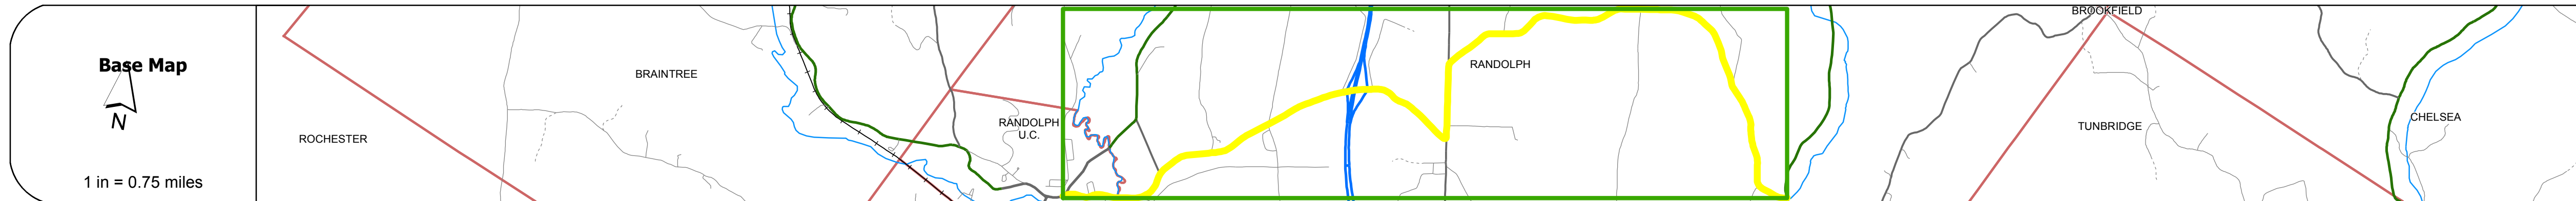 Base Map
N
1 in = 0.75 miles
ROCHESTER
BRAINTREE
RANDOLPH
U.C.
RANDOLPH
BROOKFIELD
TUNBRIDGE
CHELSEA